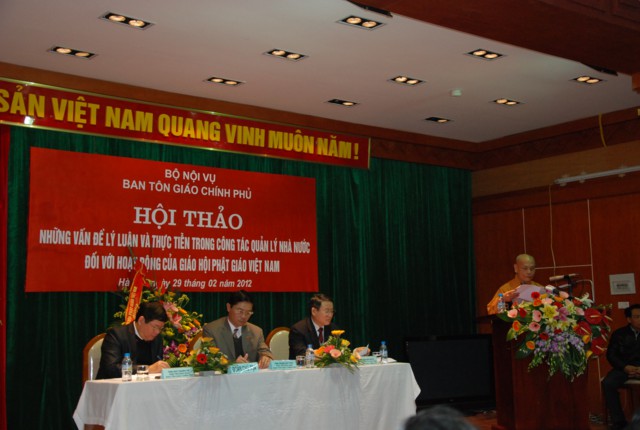 SẢN VIỆT NAM QUANG VINH MUÔN NĂM !
BỘ NỘI VỤ
BAN TÔN GIÁO CHÍNH PHỦ
HỘI THẢO
NHỮNG VẤN ĐỀ LÝ LUẬN VÀ THỰC TIỄN TRONG CÔNG TÁC QUẢN LÝ NHÀ NƯỚC
ĐỐI VỚI HOẠT ĐỘNG CỦA GIÁO HỘI PHẬT GIÁO VIỆT NAM
29 tháng 02 năm 2012